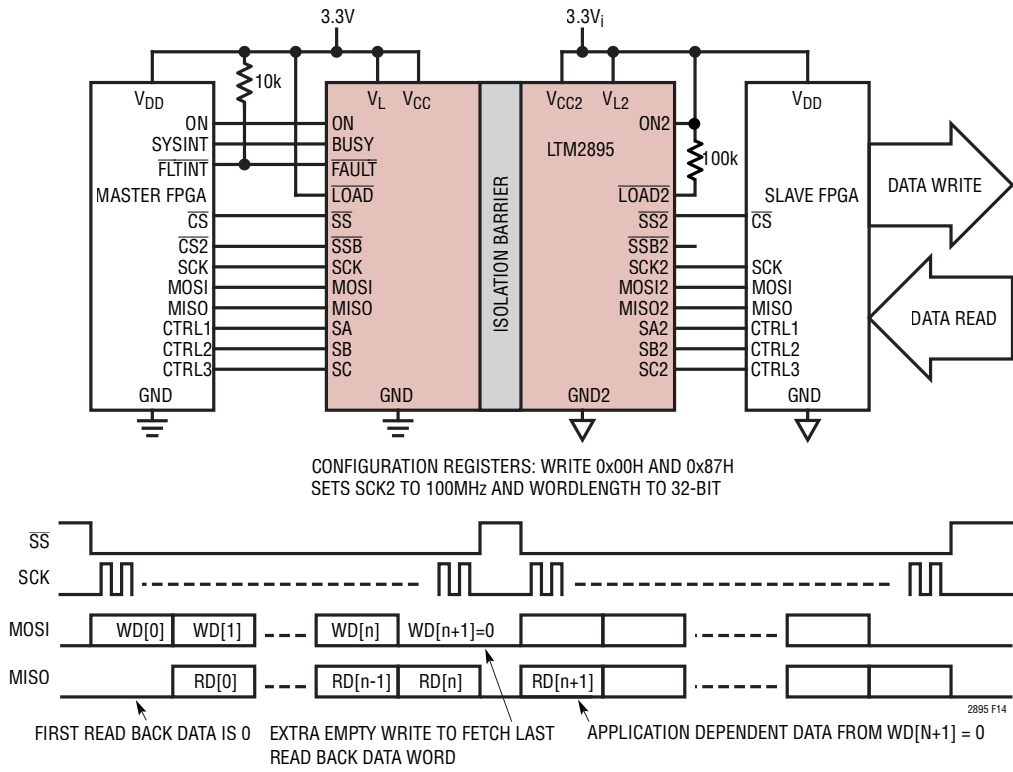 3.3V
3.3Vi
10k
VDD
VL VCC
VCC2 VL2
VDD
ON
ON
ON2
SYSINT
BUSY
LTM2895
FLTINT
FAULT
100k
MASTER FPGA
LOAD
LOAD2
SLAVE FPGA
DATA WRITE
CS
SS
SS2
CS
CS2
SSB
SSB2
SCK
SCK
SCK2
SCK
MOSI
MOSI
MOSI2
MOSI
MISO
MISO
MISO2
MISO
CTRL1
SA
SA2
CTRL1
CTRL2
SB
SB2
CTRL2
CTRL3
SC
SC2
CTRL3
ISOLATION BARRIER
DATA READ
GND
GND
GND2
GND
CONFIGURATION REGISTERS: WRITE 0x00H AND 0x87H
SETS SCK2 TO 100MHz AND WORDLENGTH TO 32-BIT
SS
SCK
MOSI
WD[0] WD[1] WD[n] WD[n+1]=0
MISO
RD[0] RD[n-1] RD[n] RD[n+1]
2895 F14
FIRST READ BACK DATA IS 0
EXTRA EMPTY WRITE TO FETCH LAST
READ BACK DATA WORD
APPLICATION DEPENDENT DATA FROM WD[N+1] = 0